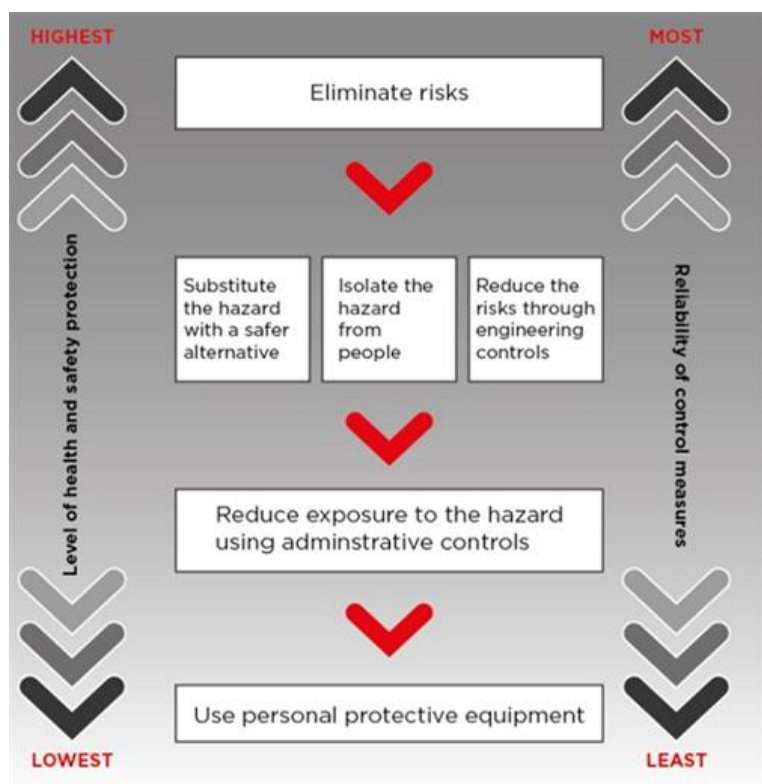 HIGHEST
MOST
Eliminate risks
Substitute
the hazard
with a safer
alternative
Isolate the
hazard
from
people
Reduce the
risks through
engineering
controls
Level of health and safety protection
Reliability of control measures
Reduce exposure to the hazard
using adminstrative controls
Use personal protective equipment
LOWEST
LEAST